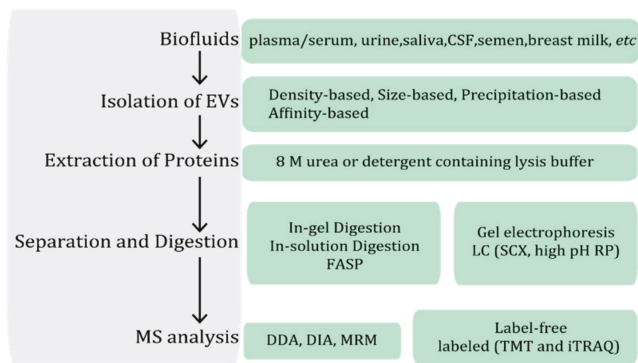 Biofluids
plasma/serum, urine,saliva,CSF,semen,breast milk, etc
Isolation of EVs
Density-based, Size-based, Precipitation-based
Affinity-based
Extraction of Proteins
8 M urea or detergent containing lysis buffer
Separation and Digestion
In-gel Digestion
In-solution Digestion
FASP
Gel electrophoresis
LC (SCX, high pH RP)
MS analysis
DDA, DIA, MRM
Label-free
labeled (TMT and iTRAQ)